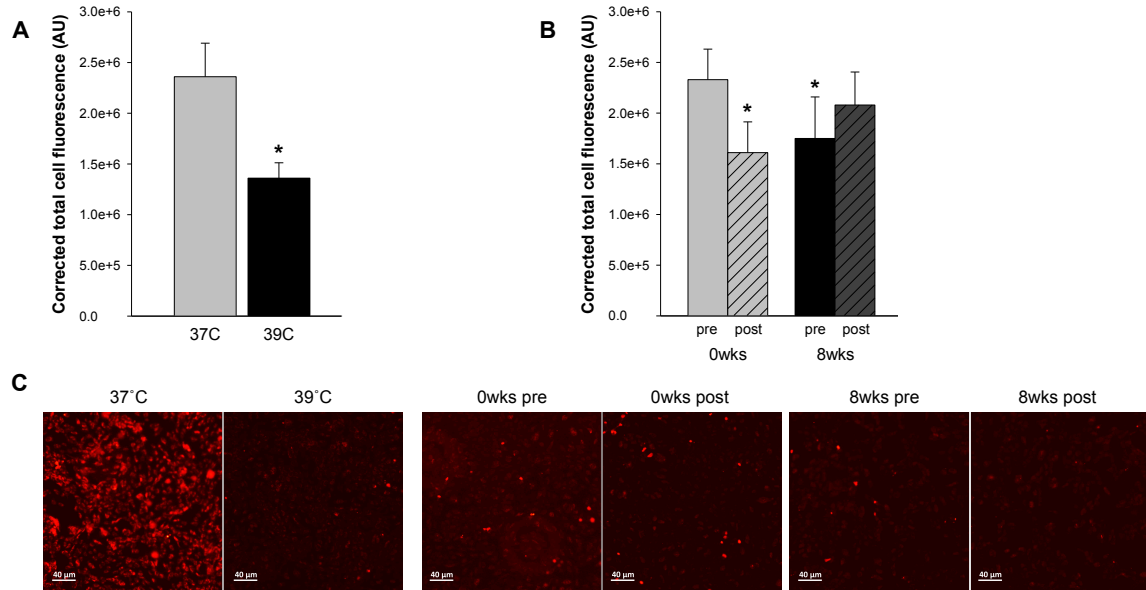 A
Corrected total cell fluorescence (AU)
3.0e+6
2.5e+6
2.0e+6
1.5e+6
1.0e+6
5.0e+5
0.0
*
37C 39C
B
Corrected total cell fluorescence (AU)
3.0e+6
2.5e+6
2.0e+6
1.5e+6
1.0e+6
5.0e+5
0.0
* *
pre post pre post
0wks 8wks
C
37˚C 39˚C 0wks pre 0wks post 8wks pre 8wks post
40 µm 40 µm 40 µm 40 µm 40 µm 40 µm